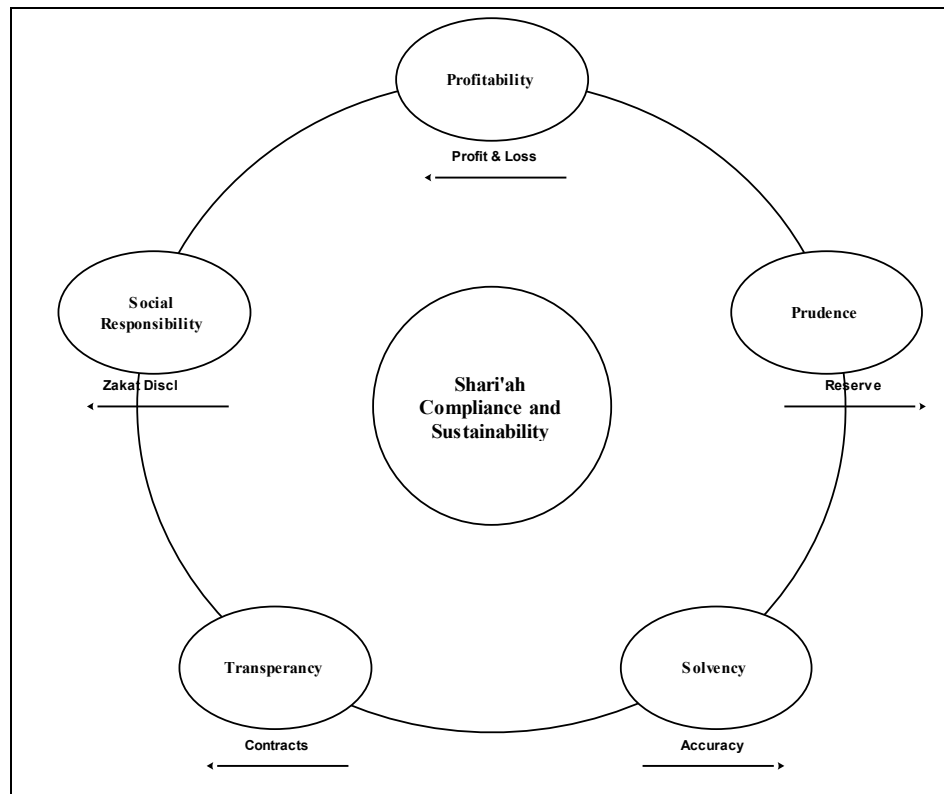 Profitability
Profit & Loss
Social
Responsibility
Prudence
Zakat Discl
Reserve
Shari'ah
Compliance and
Sustainability
Transperancy
Solvency
Contracts
Accuracy